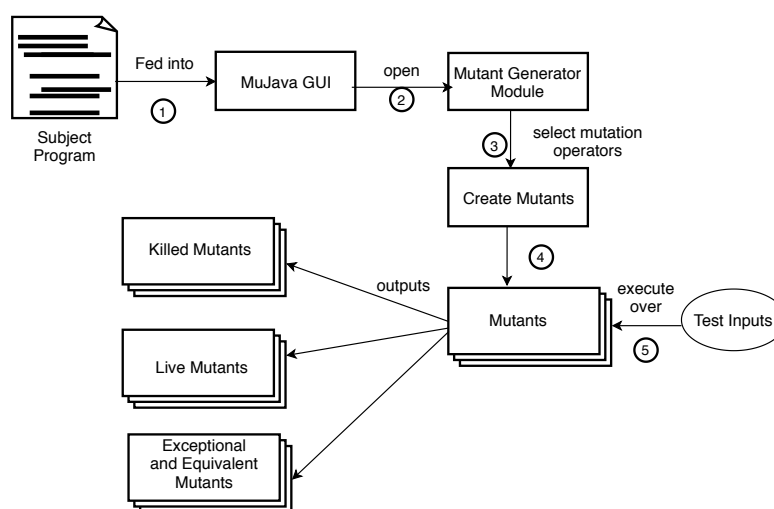 Subject
Program
Fed into
1
MuJava GUI
open
2
Mutant Generator
Module
3
select mutation
operators
Create Mutants
4
Mutants
execute
over
5
Test Inputs
outputs
Killed Mutants
Live Mutants
Exceptional
and Equivalent
Mutants